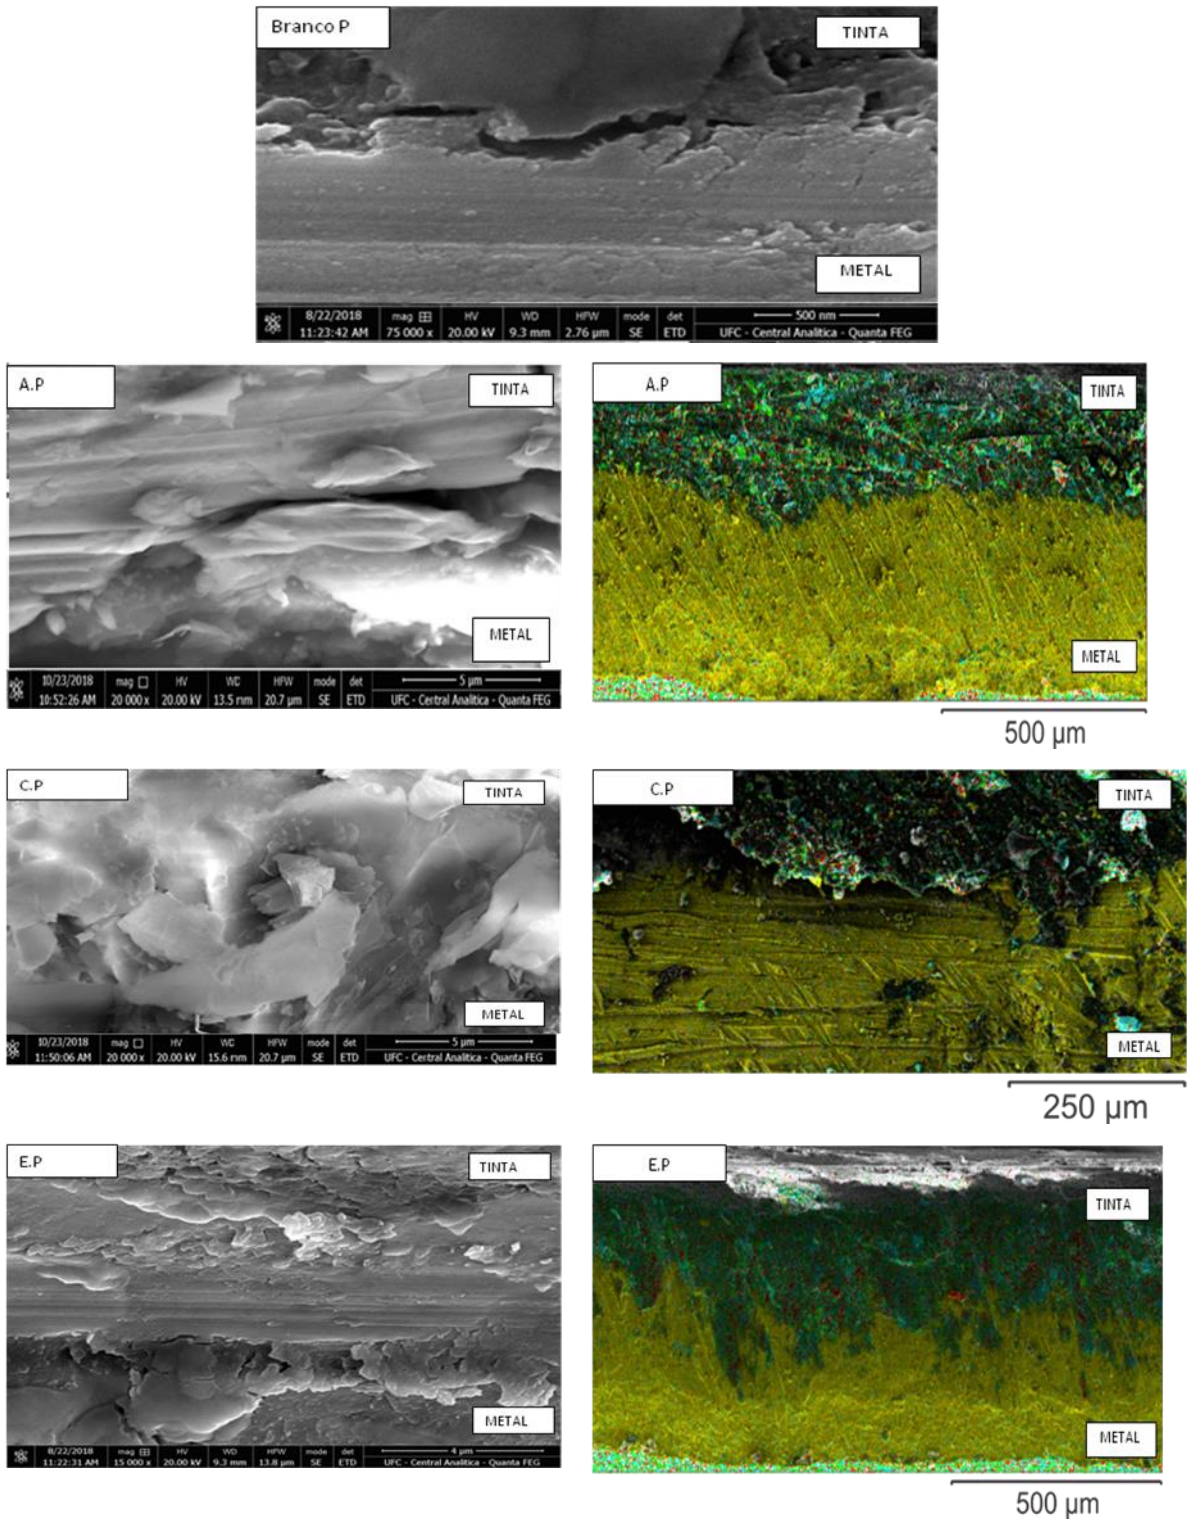 Branco P
TINTA
METAL
8/22/2018 mag HV WD HFW mode det 500 nm
11:23:42 AM 75 000 x 20.00 kV 9.3 mm 2.76 µm SE ETD UFC - Central Analítica - Quanta FEG
A.P
TINTA
METAL
10/23/2018 mag HV WD HFW mode det 5 µm
10:52:26 AM 20 000 x 20.00 kV 13.5 mm 20.7 µm SE ETD UFC - Central Analítica - Quanta FEG
A.P
TINTA
METAL
500 µm
C.P
TINTA
METAL
10/23/2018 mag HV WD HFW mode det 5 µm
11:50:06 AM 20 000 x 20.00 kV 15.6 mm 20.7 µm SE ETD UFC - Central Analítica - Quanta FEG
C.P
TINTA
METAL
250 µm
E.P
TINTA
METAL
8/22/2018 mag HV WD HFW mode det 4 µm
11:22:31 AM 15 000 x 20.00 kV 9.3 mm 13.8 µm SE ETD UFC - Central Analítica - Quanta FEG
E.P
TINTA
METAL
500 µm